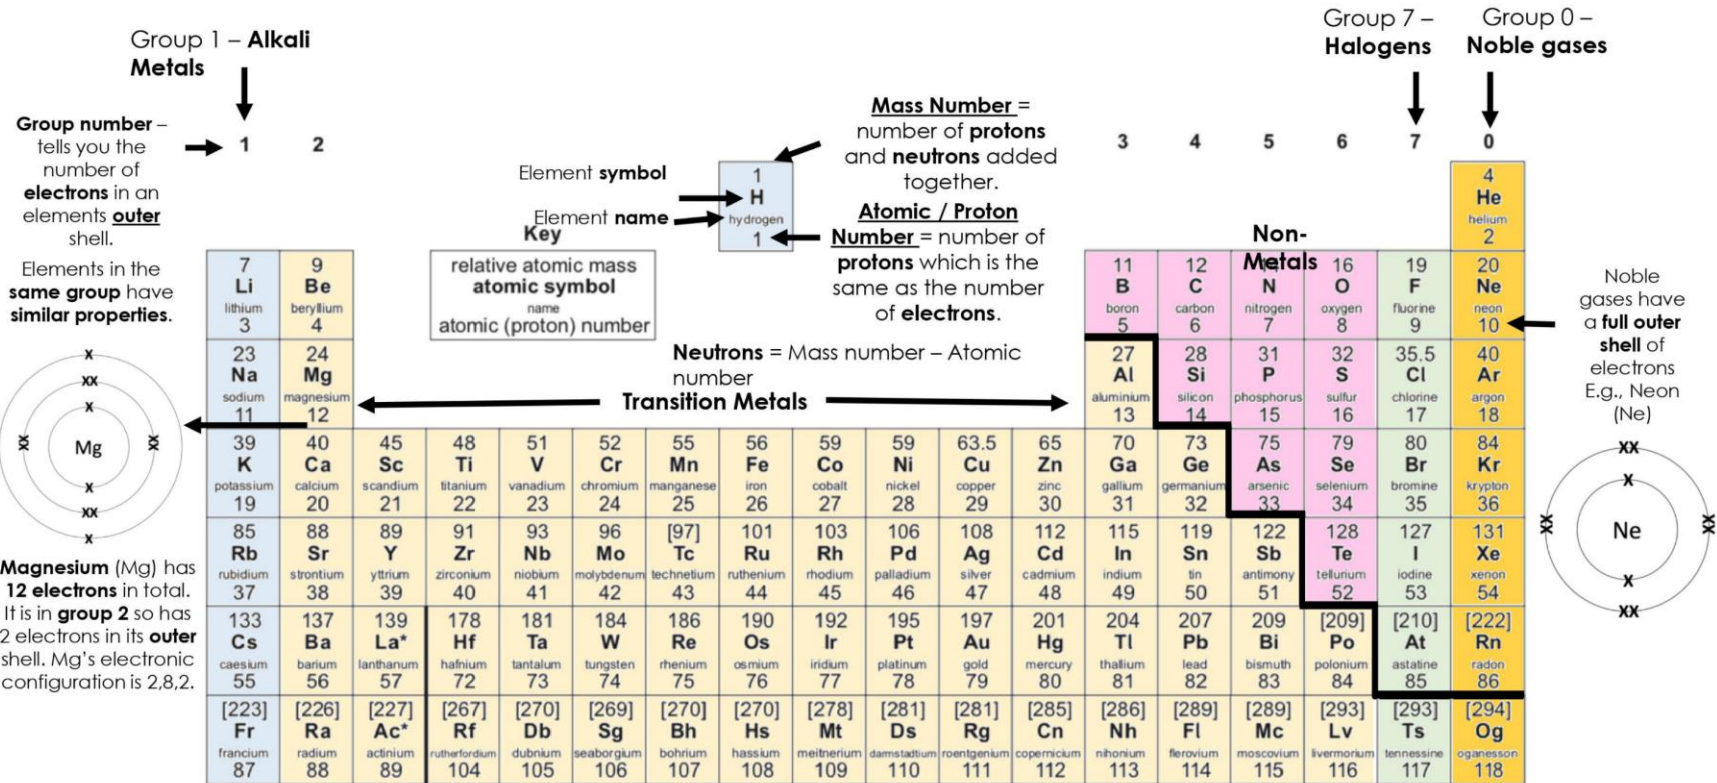 Group 1 – Alkali
Metals
Group 7 –
Halogens
Group 0 –
Noble gases
Group number –
tells you the
number of
electrons in an
elements outer
shell.
Elements in the
same group have
similar properties.
1 2 3 4 5 6 7 0
Element symbol
Element name
1
H
hydrogen
1
Mass Number =
number of protons
and neutrons added
together.
Atomic / Proton
Number = number of
protons which is the
same as the number
of electrons.
Key
relative atomic mass
atomic symbol
name
atomic (proton) number
Neutrons = Mass number – Atomic
number
Transition Metals
Non-
Metals
4
He
helium
2
7 9 11 12 14 16 19 20
Li Be B C N O F Ne
lithium beryllium boron carbon nitrogen oxygen fluorine neon
3 4 5 6 7 8 9 10
23 24 27 28 31 32 35.5 40
Na Mg Al Si P S Cl Ar
sodium magnesium aluminium silicon phosphorus sulfur chlorine argon
11 12 13 14 15 16 17 18
39 40 45 48 51 52 55 56 59 59 63.5 65 70 73 75 79 80 84
K Ca Sc Ti V Cr Mn Fe Co Ni Cu Zn Ga Ge As Se Br Kr
potassium calcium scandium titanium vanadium chromium manganese iron cobalt nickel copper zinc gallium germanium arsenic selenium bromine krypton
19 20 21 22 23 24 25 26 27 28 29 30 31 32 33 34 35 36
85 88 89 91 93 96 [97] 101 103 106 108 112 115 119 122 128 127 131
Rb Sr Y Zr Nb Mo Tc Ru Rh Pd Ag Cd In Sn Sb Te I Xe
rubidium strontium yttrium zirconium niobium molybdenum technetium ruthenium rhodium palladium silver cadmium indium tin antimony tellurium iodine xenon
37 38 39 40 41 42 43 44 45 46 47 48 49 50 51 52 53 54
133 137 139 178 181 184 186 190 192 195 197 201 204 207 209 [209] [210] [222]
Cs Ba La* Hf Ta W Re Os Ir Pt Au Hg Tl Pb Bi Po At Rn
caesium barium lanthanum hafnium tantalum tungsten rhenium osmium iridium platinum gold mercury thallium lead bismuth polonium astatine radon
55 56 57 72 73 74 75 76 77 78 79 80 81 82 83 84 85 86
[223] [226] [227] [267] [270] [269] [270] [270] [278] [281] [281] [285] [286] [289] [289] [293] [293] [294]
Fr Ra Ac* Rf Db Sg Bh Hs Mt Ds Rg Cn Nh Fl Mc Lv Ts Og
francium radium actinium rutherfordium dubnium seaborgium bohrium hassium meitnerium darmstadtium roentgenium copernicium nihonium flerovium moscovium livermorium tennessine oganesson
87 88 89 104 105 106 107 108 109 110 111 112 113 114 115 116 117 118
Mg
Magnesium (Mg) has
12 electrons in total.
It is in group 2 so has
2 electrons in its outer
shell. Mg's electronic
configuration is 2,8,2.
Noble
gases have
a full outer
shell of
electrons
E.g., Neon
(Ne)
Ne